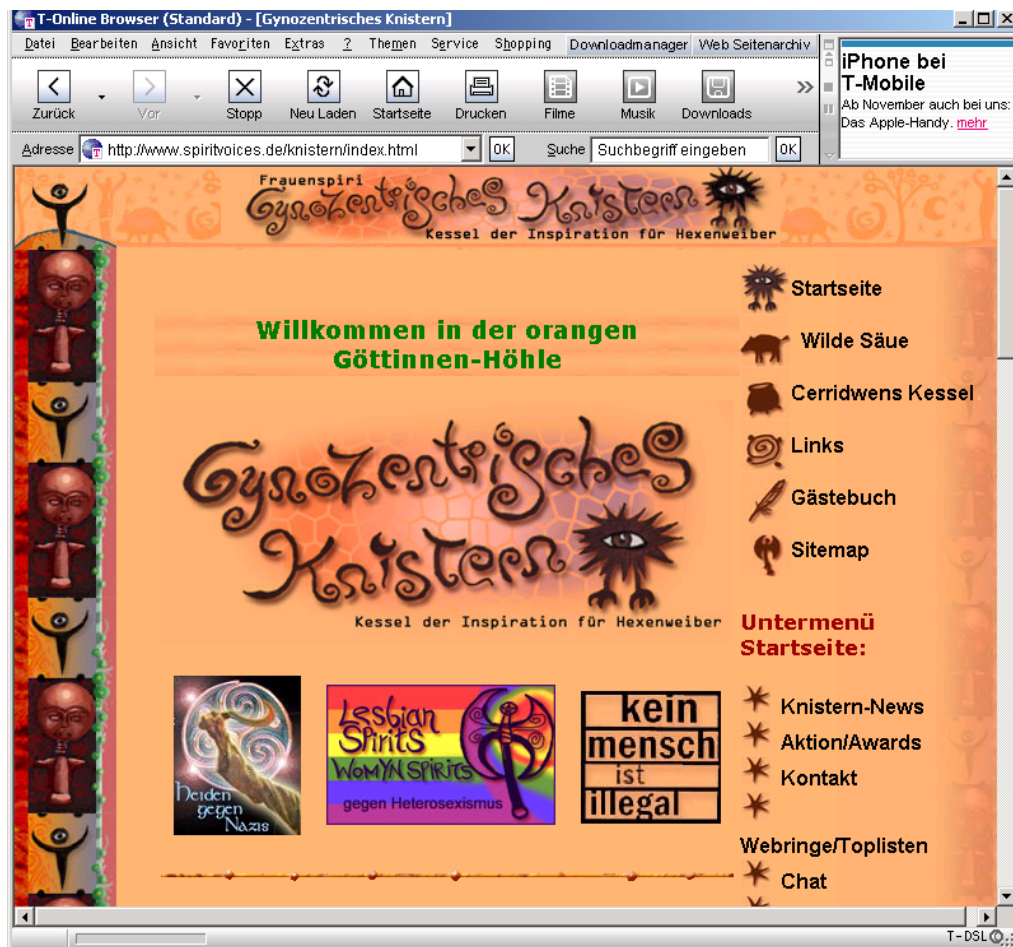 T-Online Browser (Standard) - [Gynozentrisches Knistern]
Datei Bearbeiten Ansicht Favoriten Extras ? Themen Service Shopping Downloadmanager Web Seitenarchiv
Zurück Vor Stopp Neu Laden Startseite Drucken Filme Musik Downloads
iPhone bei
T-Mobile
Ab November auch bei uns:
Das Apple-Handy. mehr
Adresse http://www.spiritvoices.de/knistern/index.html OK Suche Suchbegriff eingeben OK
Frauenspiri
Gynozentrisches Knistern
Kessel der Inspiration für Hexenweiber
Willkommen in der orangen
Göttinnen-Höhle
Gynozentrisches
Knistern
Kessel der Inspiration für Hexenweiber
Heiden
gegen
Nazis
Lesbian
Spirits
WOMYN SPIRITS
gegen Heterosexismus
kein
mensch
ist
illegal
Startseite
Wilde Säue
Cerridwens Kessel
Links
Gästebuch
Sitemap
Untermenü
Startseite:
Knistern-News
Aktion/Awards
Kontakt
Webringe/Toplisten
Chat
T-DSL